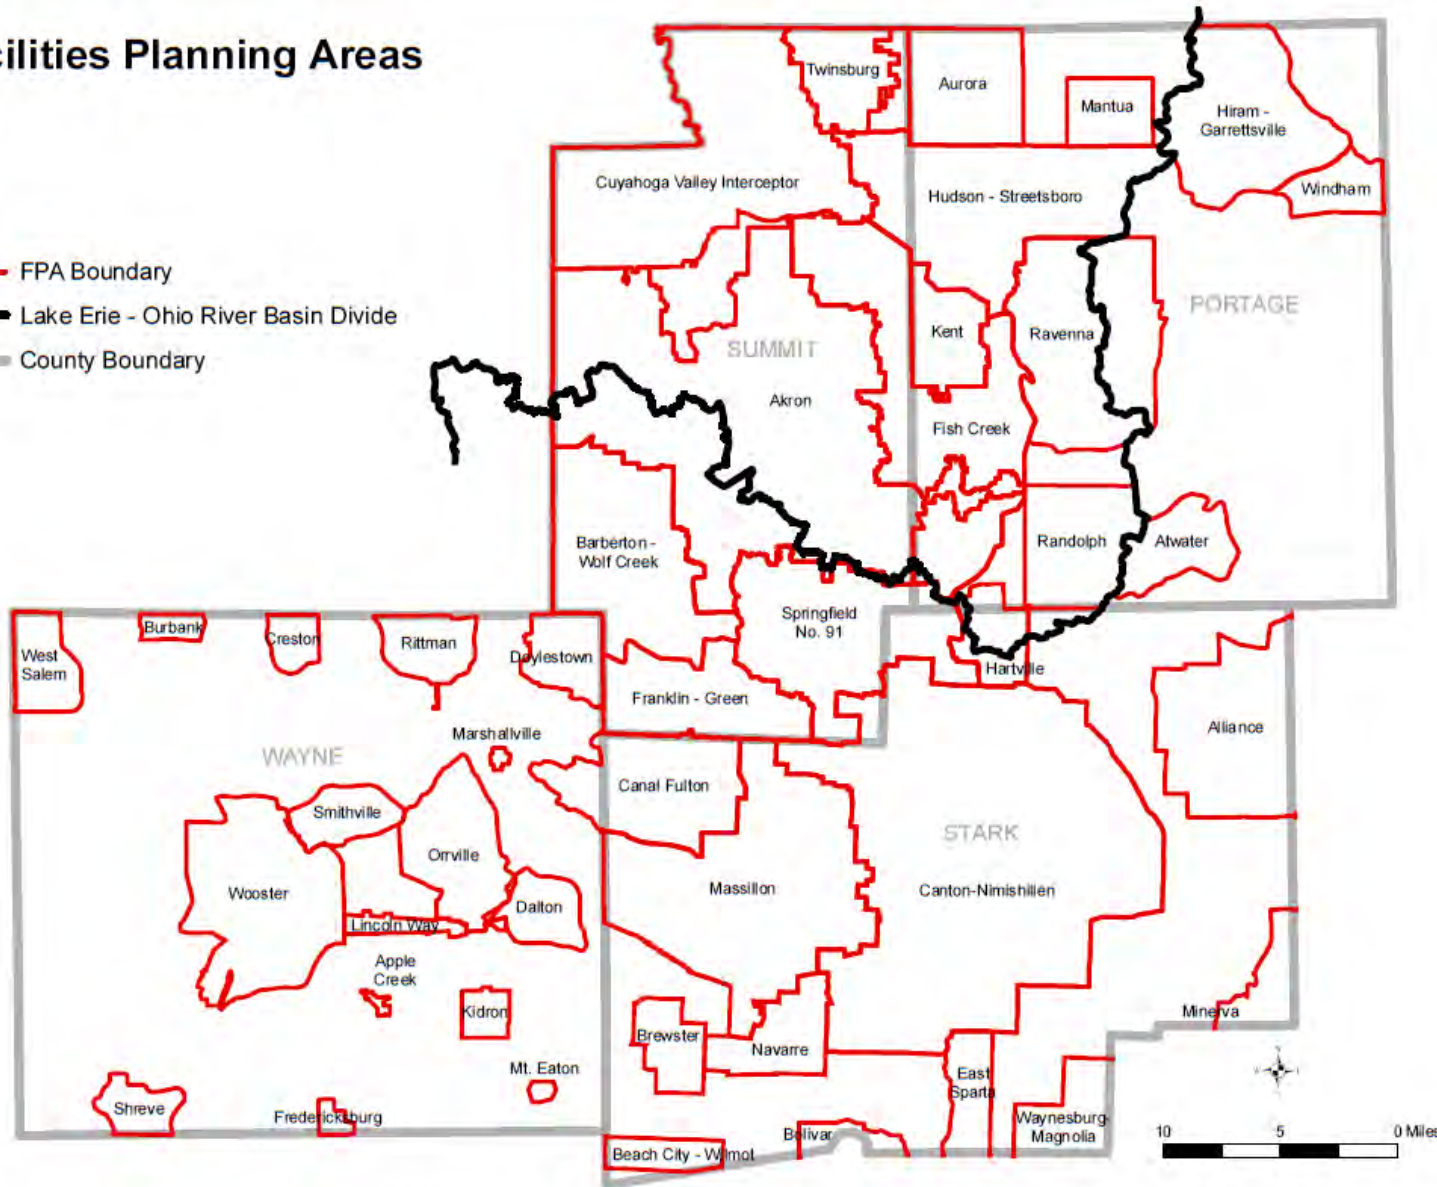 cilities Planning Areas
FPA Boundary
Lake Erie - Ohio River Basin Divide
County Boundary
Twinsburg
Aurora
Mantua
Hiram -
Garrettsville
Windham
Cuyahoga Valley Interceptor
Hudson - Streetsboro
PORTAGE
Kent
Ravenna
SUMMIT
Akron
Fish Creek
Barberton -
Wolf Creek
Randolph
Atwater
Springfield
No. 91
Hartville
Franklin - Green
West
Salem
Burbank
Creston
Rittman
Doylestown
Marshallville
WAYNE
Alliance
Canal Fulton
Smithville
STARK
Orrville
Wooster
Massillon
Canton-Nimishillen
Dalton
Lincoln Way
Apple
Creek
Kidron
Minerva
Brewster
Navarre
Mt. Eaton
East
Sparta
Shreve
Fredericksburg
Waynesburg-
Magnolia
Bolivar
Beach City - Wilmot
10 5 0 Miles